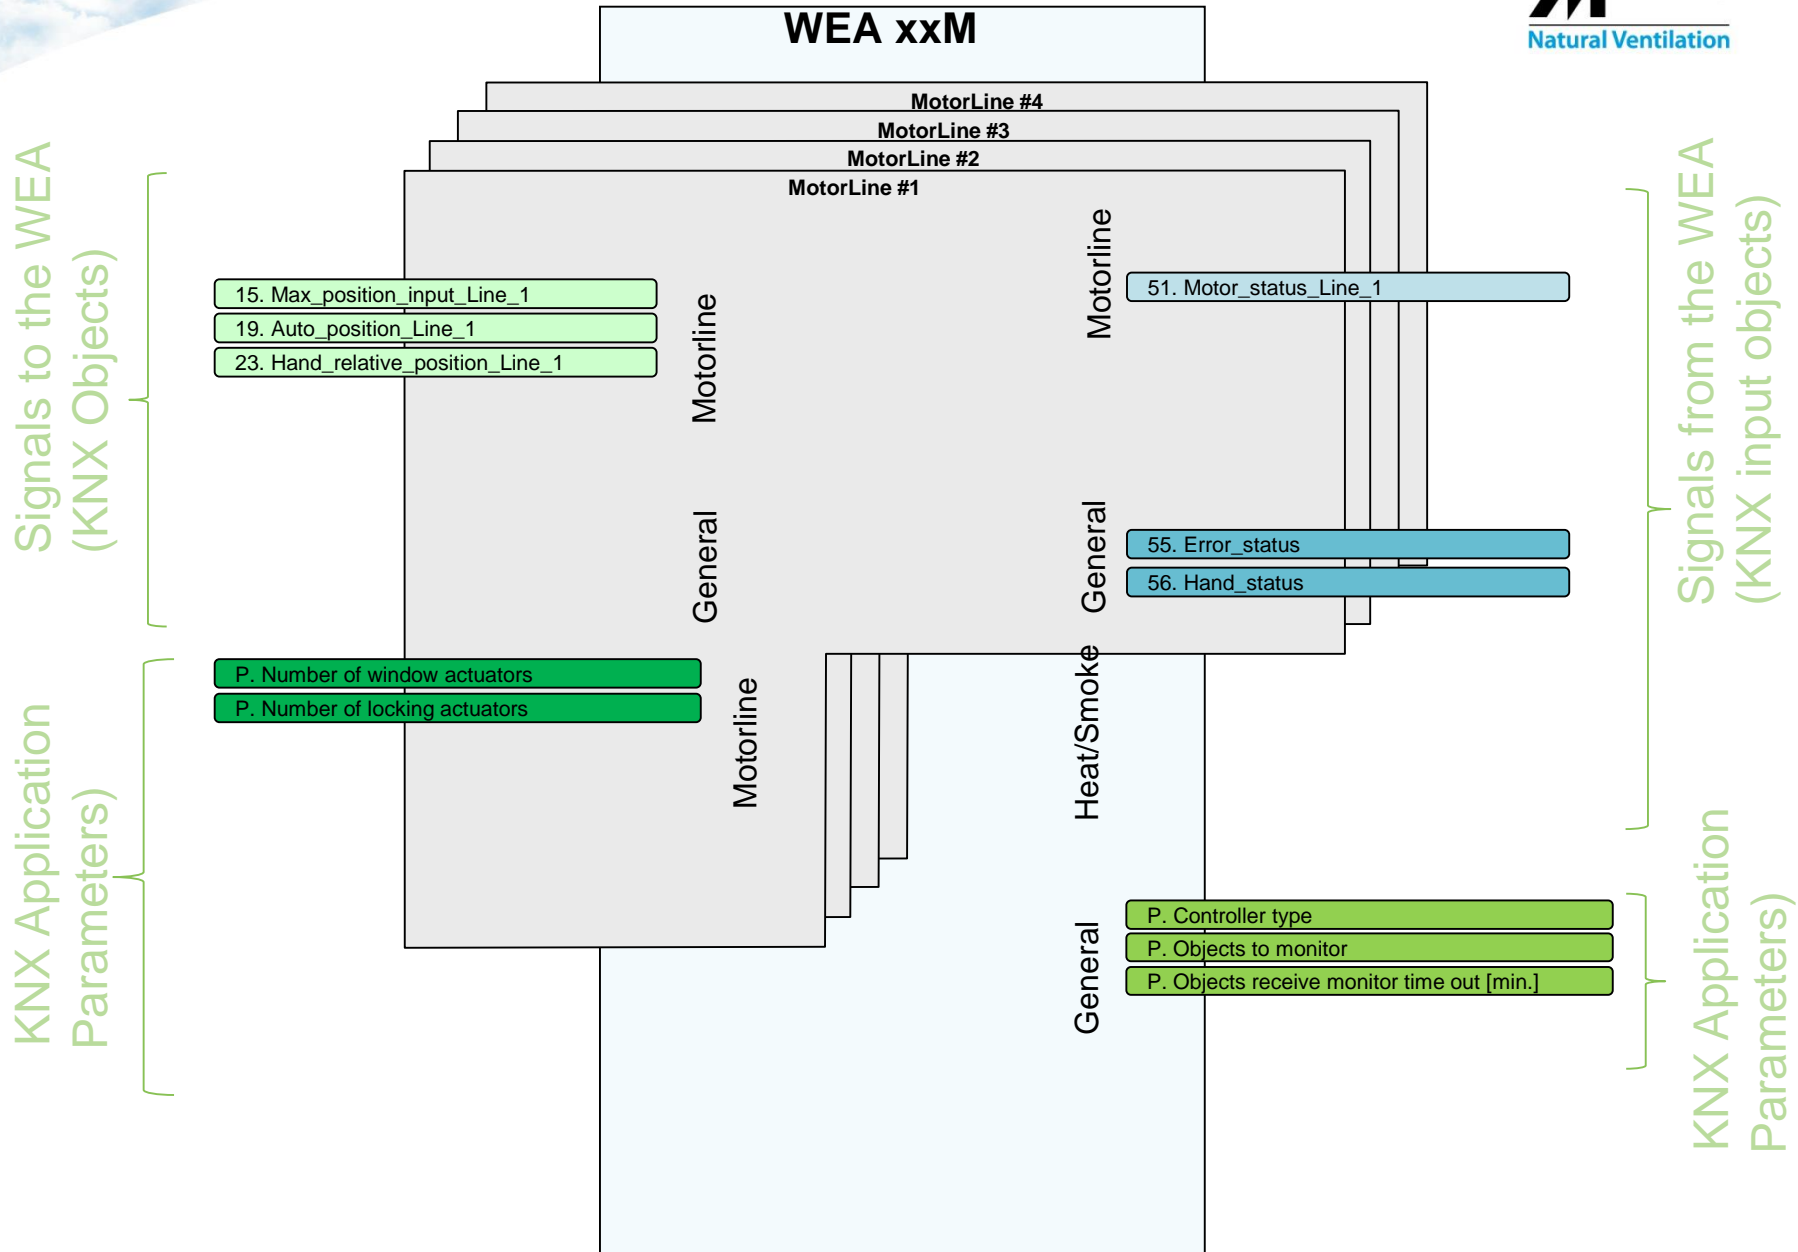 WEA xxM
Natural Ventilation
MotorLine #4
MotorLine #3
MotorLine #2
MotorLine #1
Signals to the WEA
(KNX Objects)
15. Max_position_input_Line_1
19. Auto_position_Line_1
23. Hand_relative_position_Line_1
Motorline
General
Motorline
51. Motor_status_Line_1
General
55. Error_status
56. Hand_status
Heat/Smoke
Signals from the WEA
(KNX input objects)
KNX Application
Parameters)
P. Number of window actuators
P. Number of locking actuators
Motorline
General
P. Controller type
P. Objects to monitor
P. Objects receive monitor time out [min.]
KNX Application
Parameters)